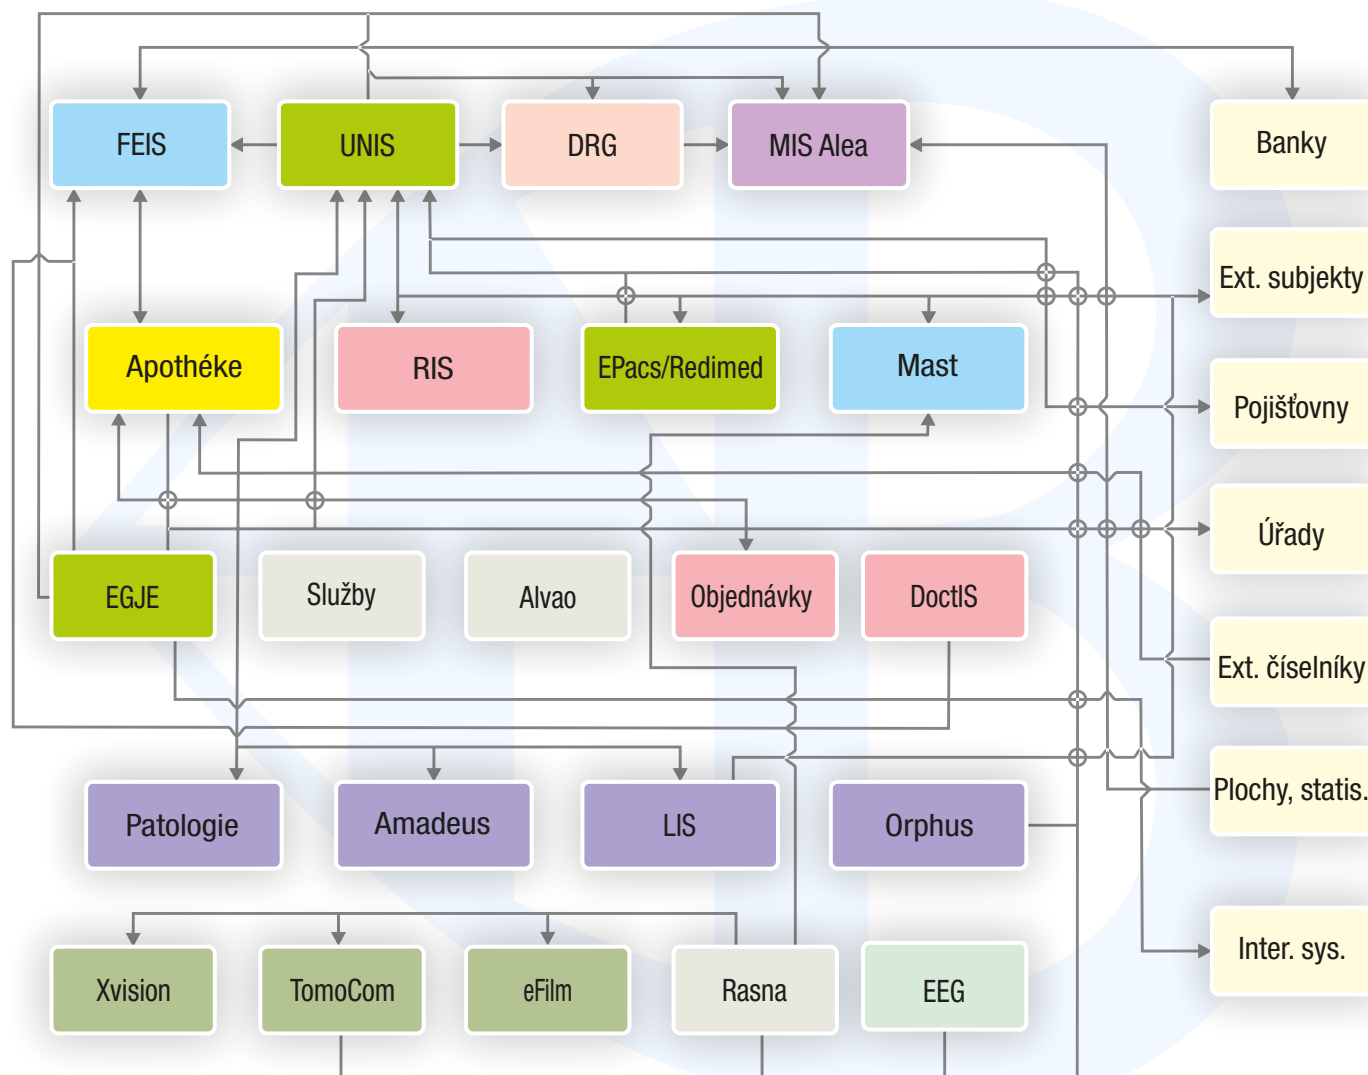 FEIS
UNIS
DRG
MIS Alea
Banky
Ext. subjekty
Apothéke
RIS
EPacs/Redimed
Mast
Pojišťovny
Úřady
EGJE
Služby
Alvao
Objednávky
DoctIS
Ext. číselníky
Plochy, statis.
Patologie
Amadeus
LIS
Orphus
Inter. sys.
Xvision
TomoCom
eFilm
Rasna
EEG